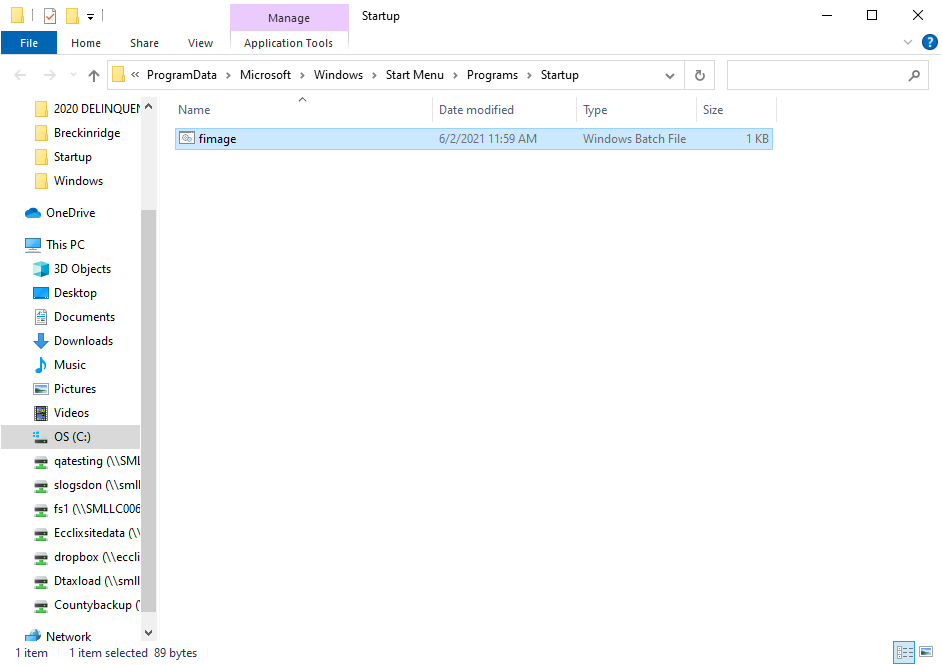 Manage
Startup
File
Home
Share
View
Application Tools
?
« ProgramData › Microsoft › Windows › Start Menu › Programs › Startup
Name
Date modified
Type
Size
fimage
6/2/2021 11:59 AM
Windows Batch File
1 KB
2020 DELINQUEN
Breckinridge
Startup
Windows
OneDrive
This PC
3D Objects
Desktop
Documents
Downloads
Music
Pictures
Videos
OS (C:)
qatesting (\\SML
slogsdon (\\smll
fs1 (\\SMLLC006
Ecclixsitedata (\\
dropbox (\\eccli
Dtaxload (\\smll
Countybackup (
Network
1 item
1 item selected 89 bytes